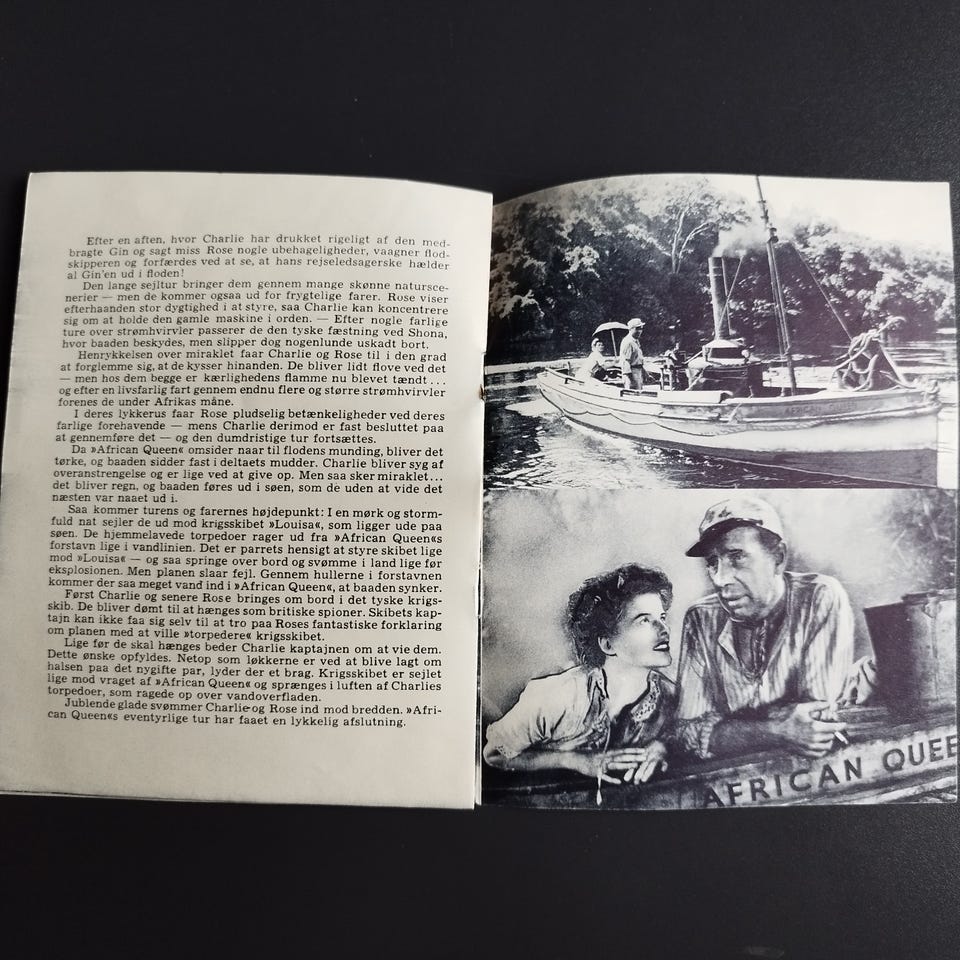 Efter en aften, hvor Charlie har drukket rigeligt af den med-
bragte Gin og sagt miss Rose nogle ubehageligheder, vaagner flod-
skipperen og forfærdes ved at se, at hans rejseledsagerske hælder
al Gin'en ud i floden!
Den lange sejltur bringer dem gennem mange skønne natursce-
nerier — men de kommer ogsaa ud for frygtelige farer. Rose viser
efterhaanden stor dygtighed i at styre, saa Charlie kan koncentrere
sig om at holde den gamle maskine i orden. — Efter nogle farlige
ture over strømhvirvler passerer de den tyske fæstning ved Shona,
hvor baaden beskydes, men slipper dog nogenlunde uskadt bort.
Henrykkelsen over miraklet faar Charlie og Rose til i den grad
at forglemme sig, at de kysser hinanden. De bliver lidt flove ved det
— men hos dem begge er kærlighedens flamme nu blevet tændt...
og efter en livsfarlig fart gennem endnu flere og større strømhvirvler
forenes de under Afrikas måne.
I deres lykkerus faar Rose pludselig betænkeligheder ved deres
farlige forehavende — mens Charlie derimod er fast besluttet paa
at gennemføre det — og den dumdristige tur fortsættes.
Da »African Queen« omsider naar til flodens munding, bliver det
tørke, og baaden sidder fast i deltaets mudder. Charlie bliver syg af
overanstrengelse og er lige ved at give op. Men saa sker miraklet...
det bliver regn, og baaden føres ud i søen, som de uden at vide det
næsten var naaet ud i.
Saa kommer turens og farernes højdepunkt: I en mørk og storm-
fuld nat sejler de ud mod krigsskibet »Louisa«, som ligger ude paa
søen. De hjemmelavede torpedoer rager ud fra »African Queen«s
forstavn lige i vandlinien. Det er parrets hensigt at styre skibet lige
mod »Louisa« — og saa springe over bord og svømme i land lige før
eksplosionen. Men planen slaar fejl. Gennem hullerne i forstavnen
kommer der saa meget vand ind i »African Queen«, at baaden synker.
Først Charlie og senere Rose bringes om bord i det tyske krigs-
skib. De bliver dømt til at hænges som britiske spioner. Skibets kap-
tajn kan ikke faa sig selv til at tro paa Roses fantastiske forklaring
om planen med at ville »torpedere« krigsskibet.
Lige før de skal hænges beder Charlie kaptajnen om at vie dem.
Dette ønske opfyldes. Netop som løkkerne er ved at blive lagt om
halsen paa det nygifte par, lyder der et brag. Krigsskibet er sejlet
lige mod vraget af »African Queen« og sprænges i luften af Charlies
torpedoer, som ragede op over vandoverfladen.
Jublende glade svømmer Charlie og Rose ind mod bredden. »Afri-
can Queen«s eventyrlige tur har faaet en lykkelig afslutning.
AFRICAN
AFRICAN QUEE